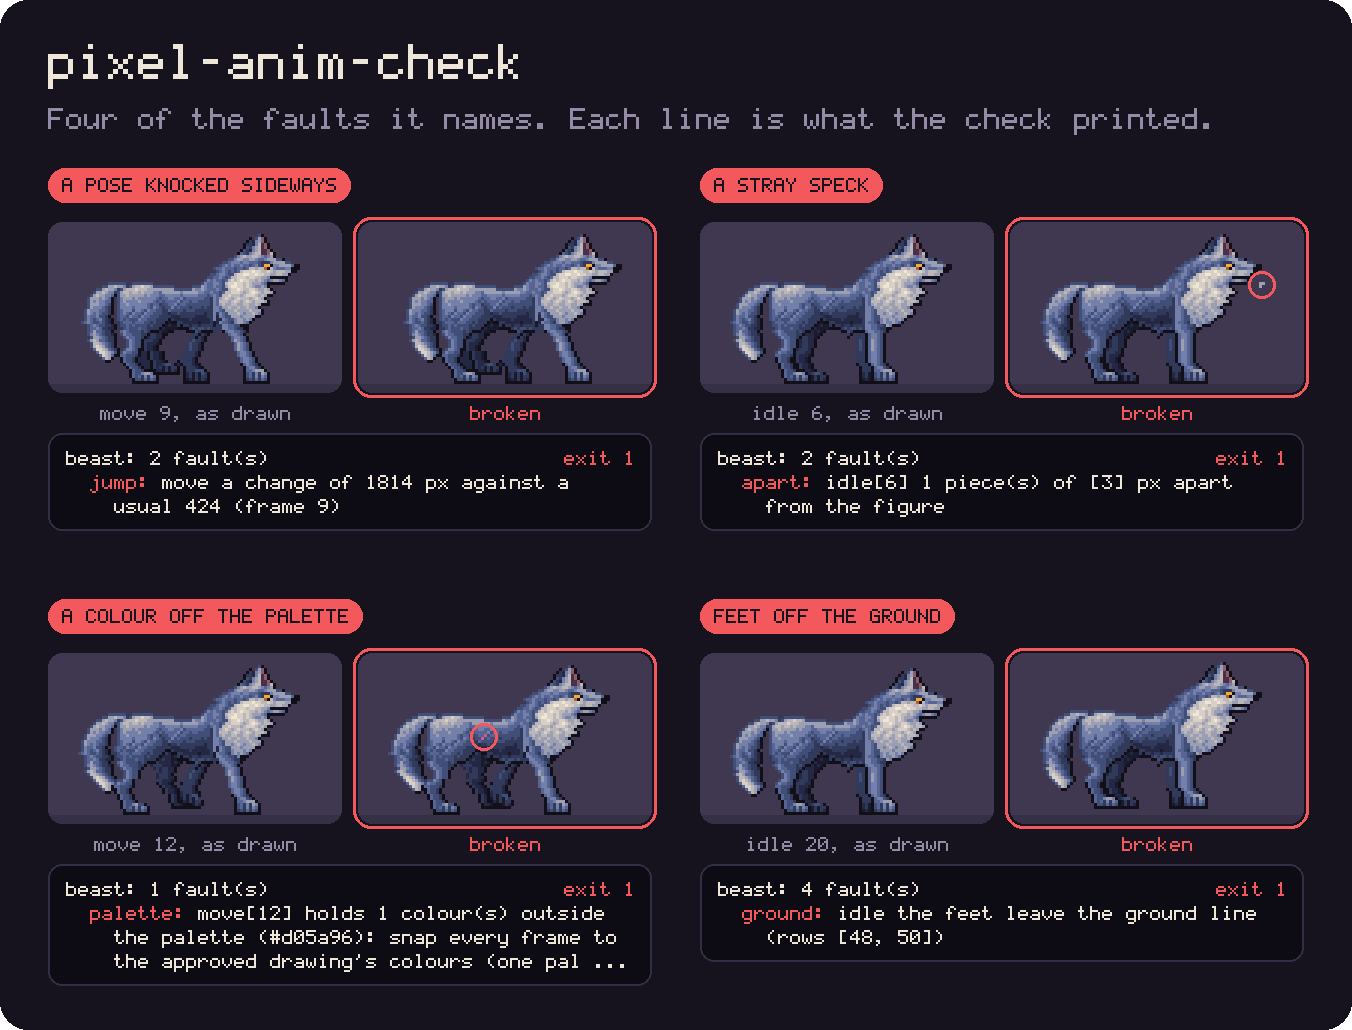 pixel-anim-check
Four of the faults it names. Each line is what the check printed.
A POSE KNOCKED SIDEWAYS
move 9, as drawn
broken
beast: 2 fault(s)
exit 1
jump: move a change of 1814 px against a
usual 424 (frame 9)
A STRAY SPECK
idle 6, as drawn
broken
beast: 2 fault(s)
exit 1
apart: idle[6] 1 piece(s) of [3] px apart
from the figure
A COLOUR OFF THE PALETTE
move 12, as drawn
broken
beast: 1 fault(s)
exit 1
palette: move[12] holds 1 colour(s) outside
the palette (#d05a96): snap every frame to
the approved drawing's colours (one pal ...
FEET OFF THE GROUND
idle 20, as drawn
broken
beast: 4 fault(s)
exit 1
ground: idle the feet leave the ground line
(rows [48, 50])